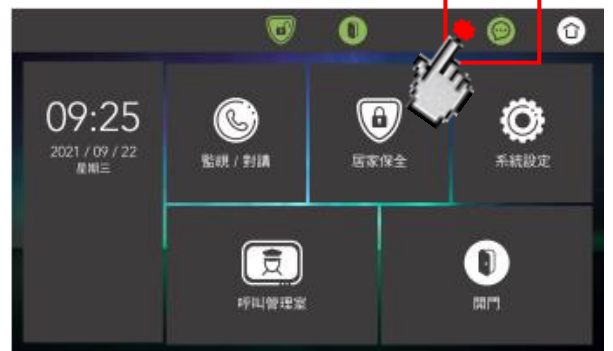 09:25
2021 / 09 / 22
星期三
監視 / 對講
居家保全
系統設定
呼叫管理室
開門